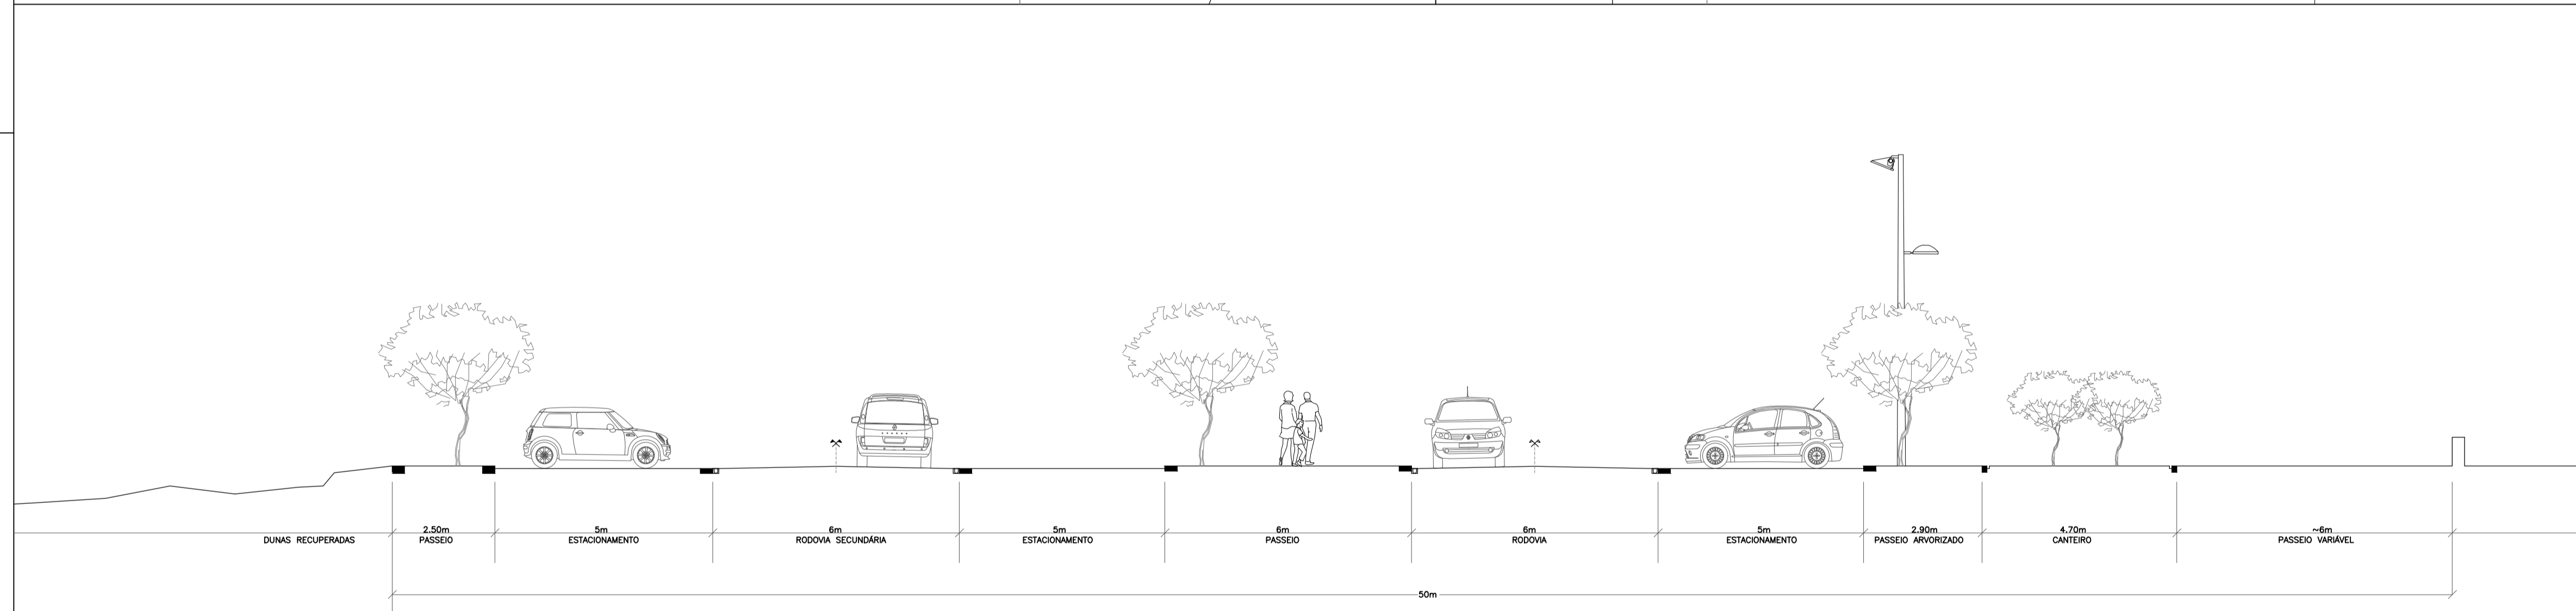 2.50m
5m
6m
5m
6m
6m
5m
2.90m
4.70m
~6m
DUNAS RECUPERADAS
PASSEIO
ESTACIONAMENTO
RODOVIA SECUNDÁRIA
ESTACIONAMENTO
PASSEIO
RODOVIA
ESTACIONAMENTO
PASSEIO ARVORIZADO
CANTEIRO
PASSEIO VARIÁVEL
50m